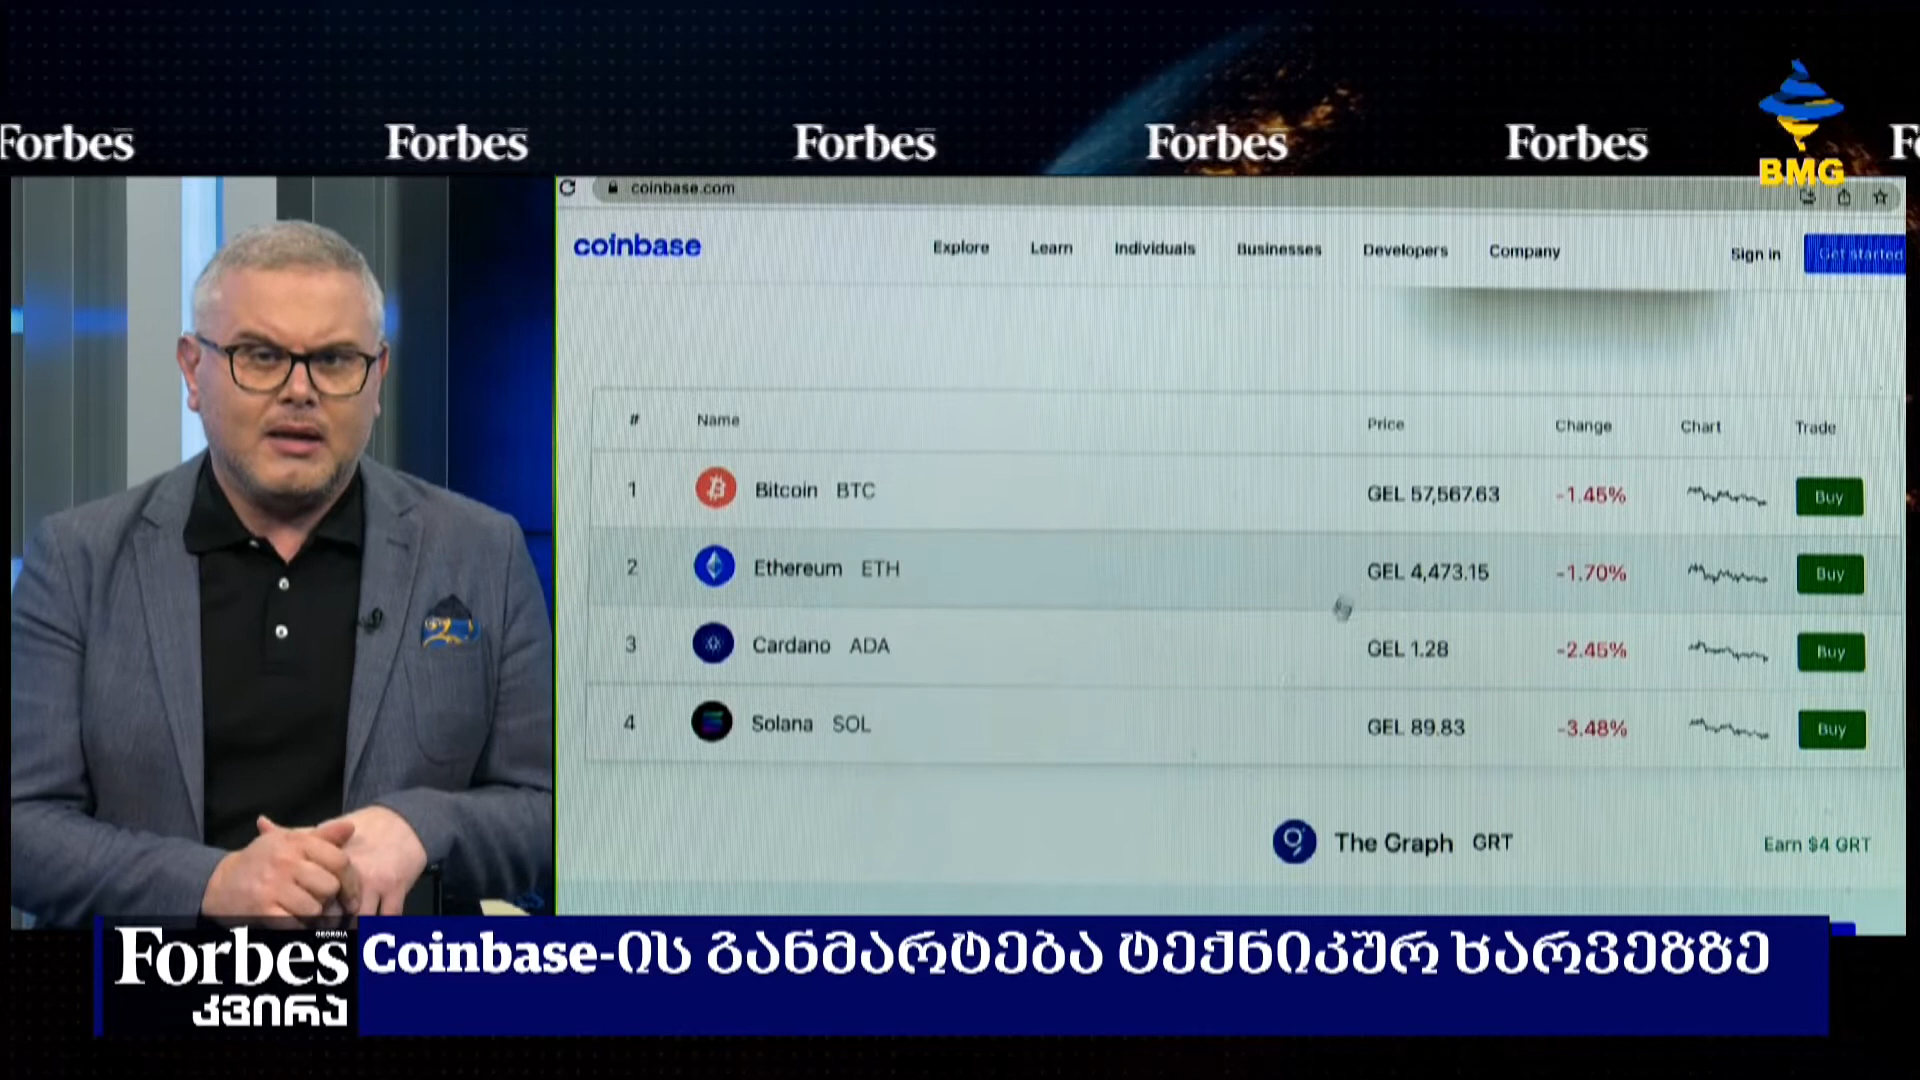 Forbes Forbes Forbes Forbes Forbes
BMG
coinbase.com
coinbase Explore Learn Individuals Businesses Developers Company Sign in Get started
# Name Price Change Chart Trade
1 Bitcoin BTC GEL 57,567.63 -1.45% Buy
2 Ethereum ETH GEL 4,473.15 -1.70% Buy
3 Cardano ADA GEL 1.28 -2.45% Buy
4 Solana SOL GEL 89.83 -3.48% Buy
The Graph GRT Earn $4 GRT
Forbes GEORGIA
კვირა
Coinbase-ის განმარტება ტექნიკურ ხარვეზზე